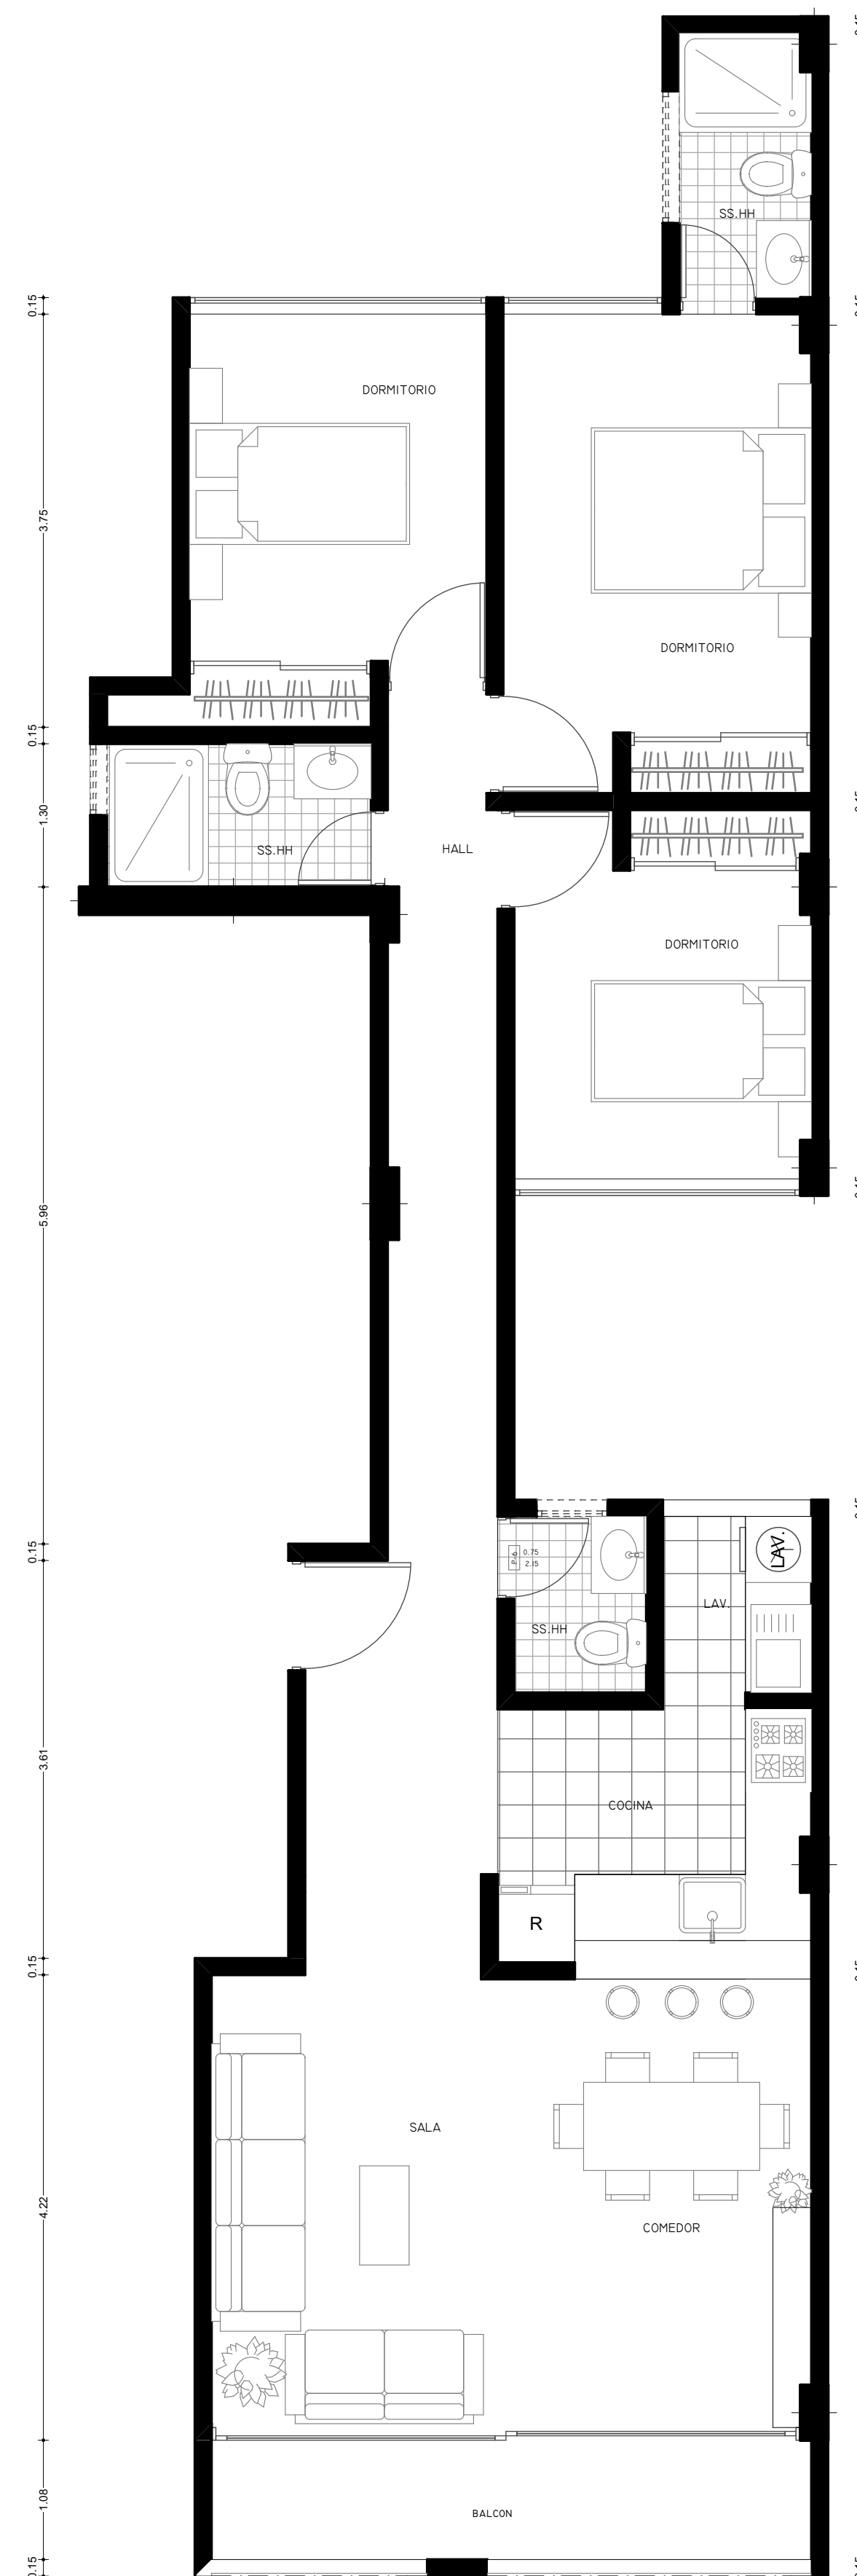 SS.HH
0.15
DORMITORIO
3.75
DORMITORIO
0.15
1.30
SS.HH
HALL
DORMITORIO
5.96
0.15
P-6
0.75
2.15
LAV.
LAV.
SS.HH
3.61
COCINA
R
0.15
SALA
4.22
COMEDOR
1.08
BALCON
0.15